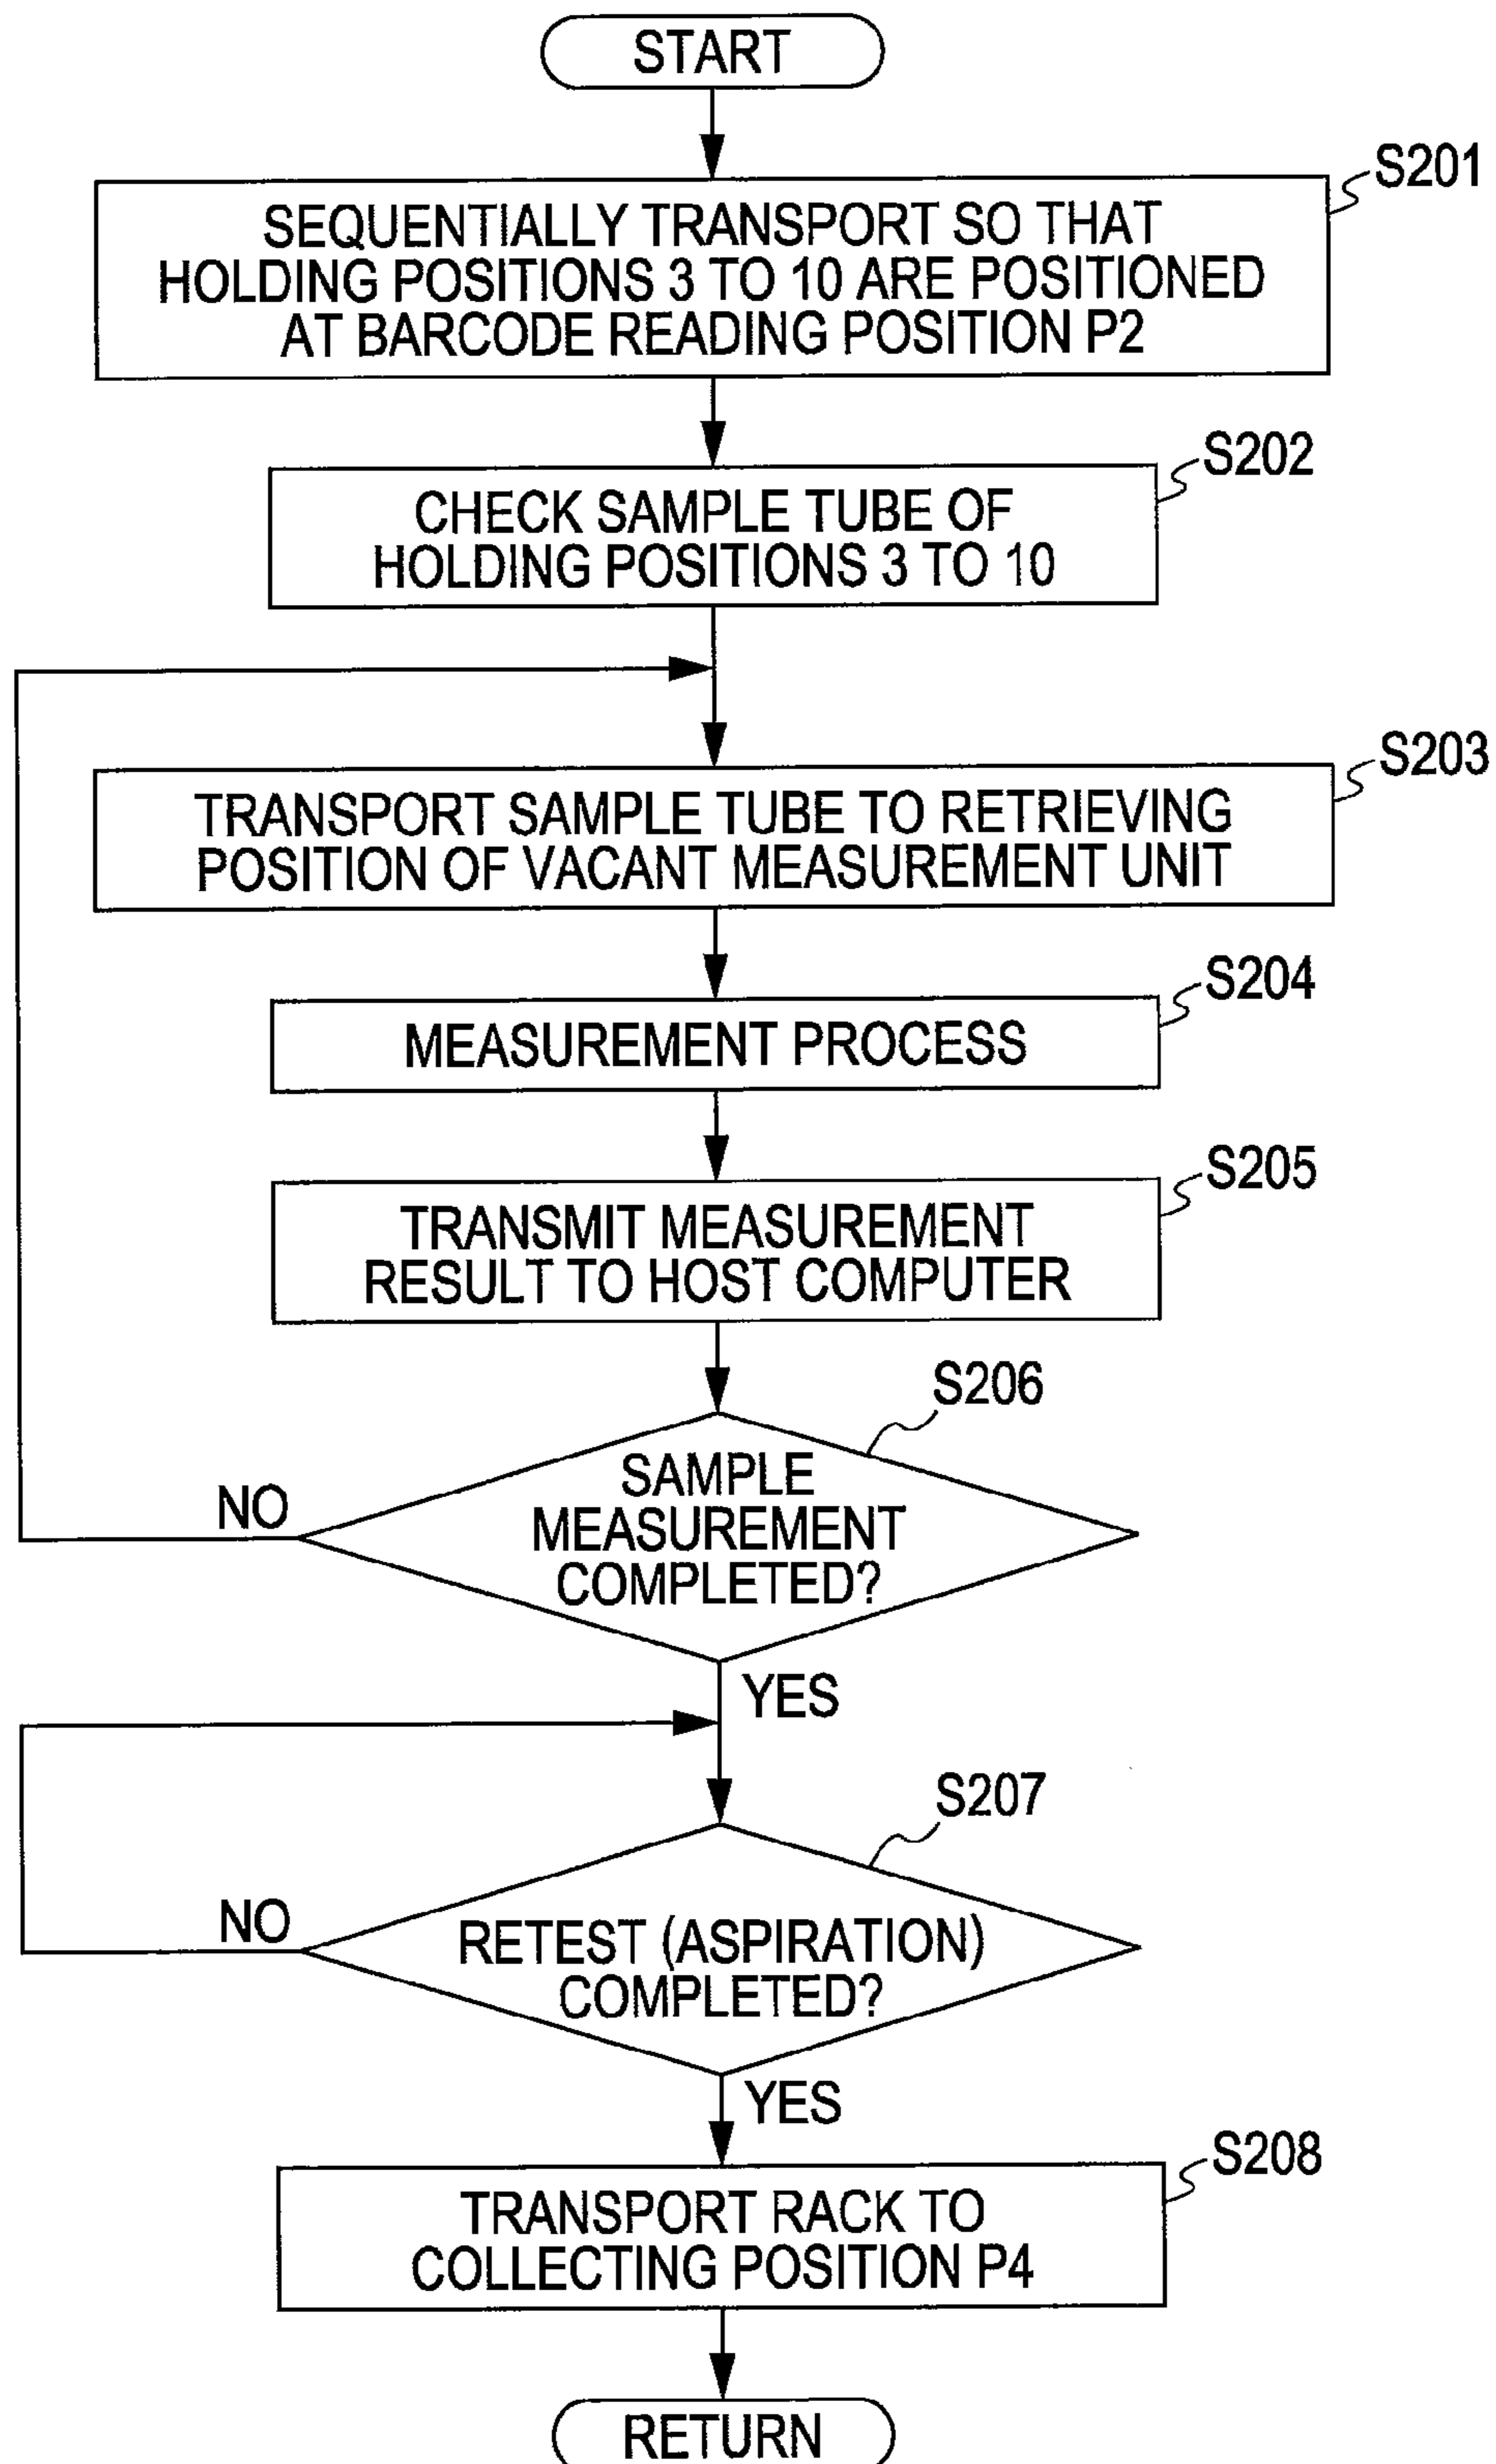 START
S201
SEQUENTIALLY TRANSPORT SO THAT
HOLDING POSITIONS 3 TO 10 ARE POSITIONED
AT BARCODE READING POSITION P2
S202
CHECK SAMPLE TUBE OF
HOLDING POSITIONS 3 TO 10
S203
TRANSPORT SAMPLE TUBE TO RETRIEVING
POSITION OF VACANT MEASUREMENT UNIT
S204
MEASUREMENT PROCESS
S205
TRANSMIT MEASUREMENT
RESULT TO HOST COMPUTER
S206
SAMPLE
MEASUREMENT
COMPLETED?
NO
YES
S207
RETEST (ASPIRATION)
COMPLETED?
NO
YES
S208
TRANSPORT RACK TO
COLLECTING POSITION P4
RETURN